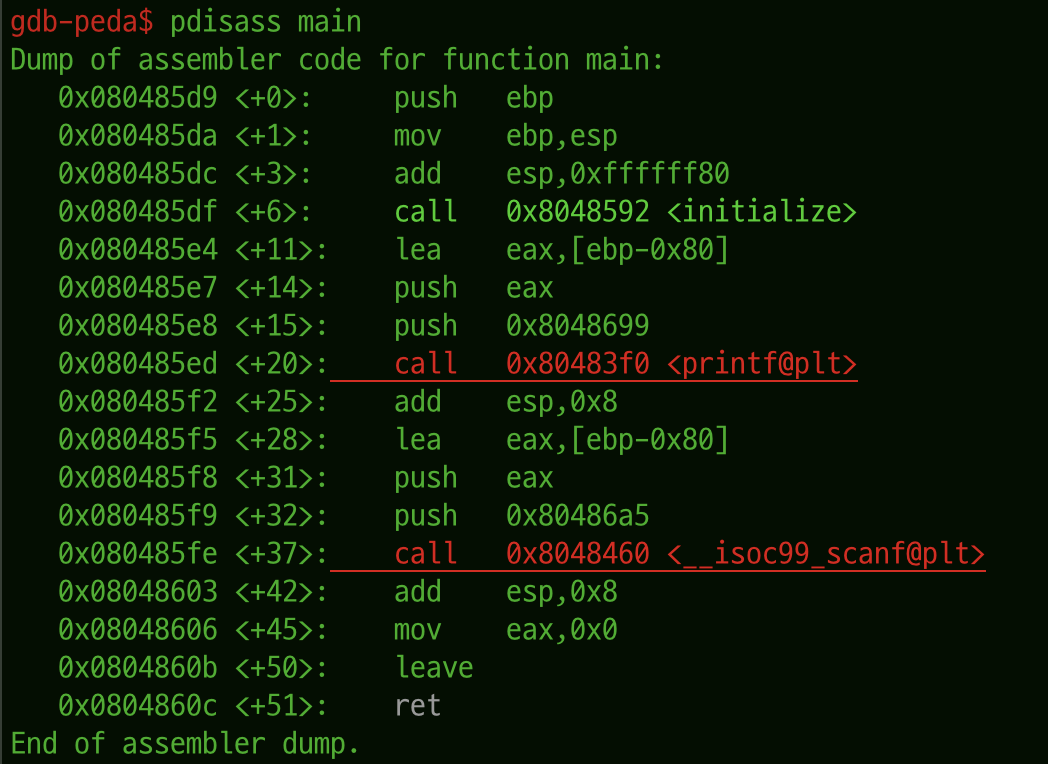 gdb-peda$ pdisass main
Dump of assembler code for function main:
   0x080485d9 <+0>:     push   ebp
   0x080485da <+1>:     mov    ebp,esp
   0x080485dc <+3>:     add    esp,0xffffff80
   0x080485df <+6>:     call   0x8048592 <initialize>
   0x080485e4 <+11>:    lea    eax,[ebp-0x80]
   0x080485e7 <+14>:    push   eax
   0x080485e8 <+15>:    push   0x8048699
   0x080485ed <+20>:    call   0x80483f0 <printf@plt>
   0x080485f2 <+25>:    add    esp,0x8
   0x080485f5 <+28>:    lea    eax,[ebp-0x80]
   0x080485f8 <+31>:    push   eax
   0x080485f9 <+32>:    push   0x80486a5
   0x080485fe <+37>:    call   0x8048460 <__isoc99_scanf@plt>
   0x08048603 <+42>:    add    esp,0x8
   0x08048606 <+45>:    mov    eax,0x0
   0x0804860b <+50>:    leave
   0x0804860c <+51>:    ret
End of assembler dump.